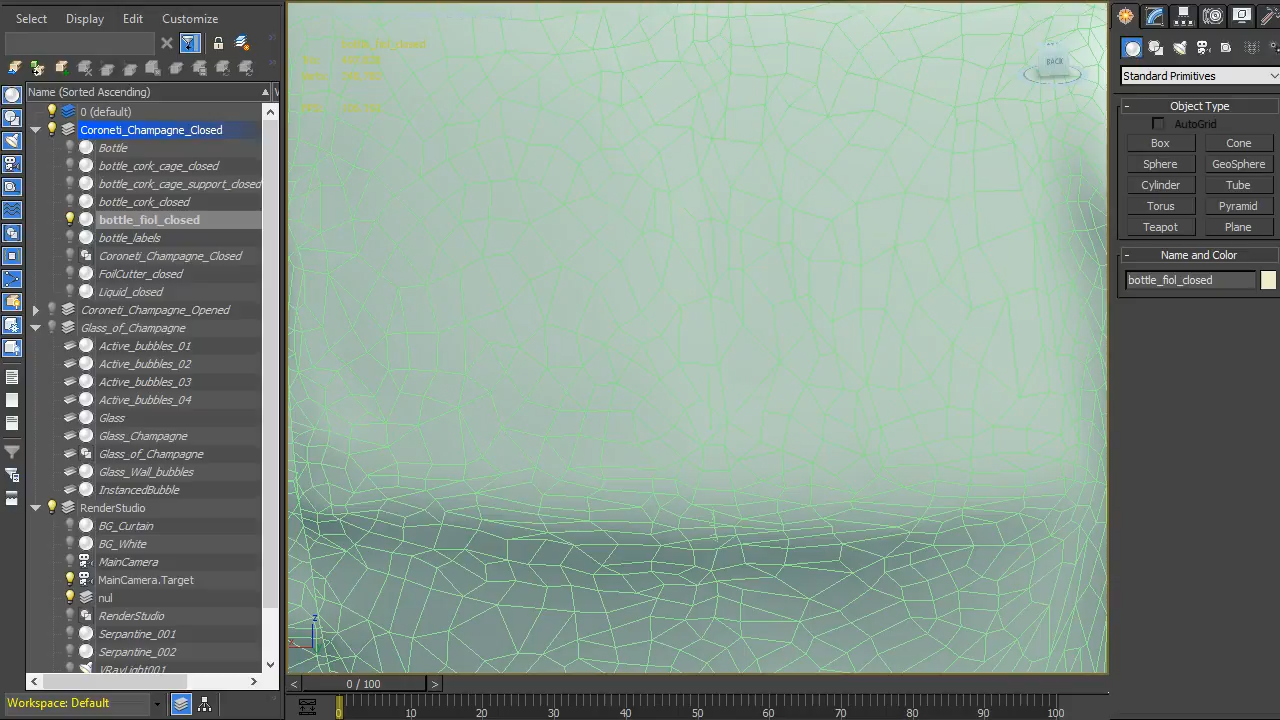 Select Display Edit Customize
Name (Sorted Ascending)
0 (default)
Coroneti_Champagne_Closed
Bottle
bottle_cork_cage_closed
bottle_cork_cage_support_closed
bottle_cork_closed
bottle_fiol_closed
bottle_labels
Coroneti_Champagne_Closed
FoilCutter_closed
Liquid_closed
Coroneti_Champagne_Opened
Glass_of_Champagne
Active_bubbles_01
Active_bubbles_02
Active_bubbles_03
Active_bubbles_04
Glass
Glass_Champagne
Glass_of_Champagne
Glass_Wall_bubbles
InstancedBubble
RenderStudio
BG_Curtain
BG_White
MainCamera
MainCamera.Target
nul
RenderStudio
Serpantine_001
Serpantine_002
VRayLight001
Workspace: Default
bottle_fiol_closed
BACK
z
< 0 / 100 >
0 10 20 30 40 50 60 70 80 90 100
Standard Primitives
- Object Type
AutoGrid
Box Cone
Sphere GeoSphere
Cylinder Tube
Torus Pyramid
Teapot Plane
- Name and Color
bottle_fiol_closed